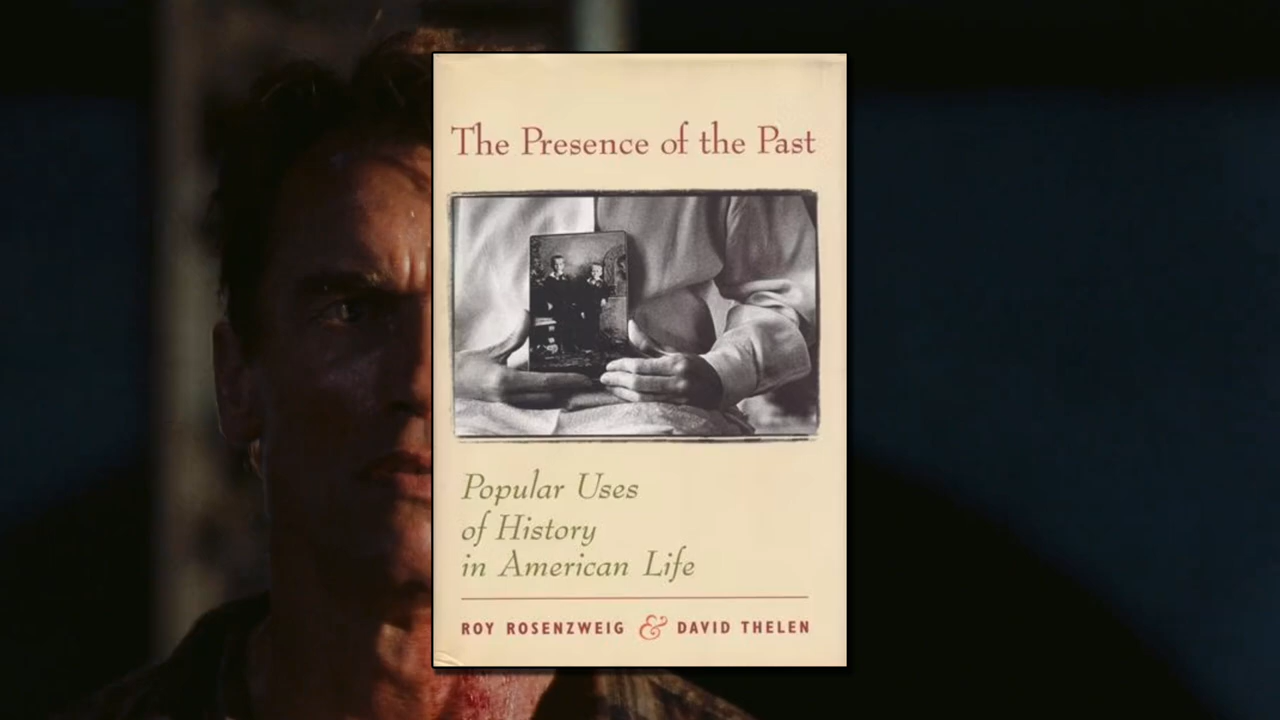 The Presence of the Past
Popular Uses
of History
in American Life
ROY ROSENZWEIG & DAVID THELEN